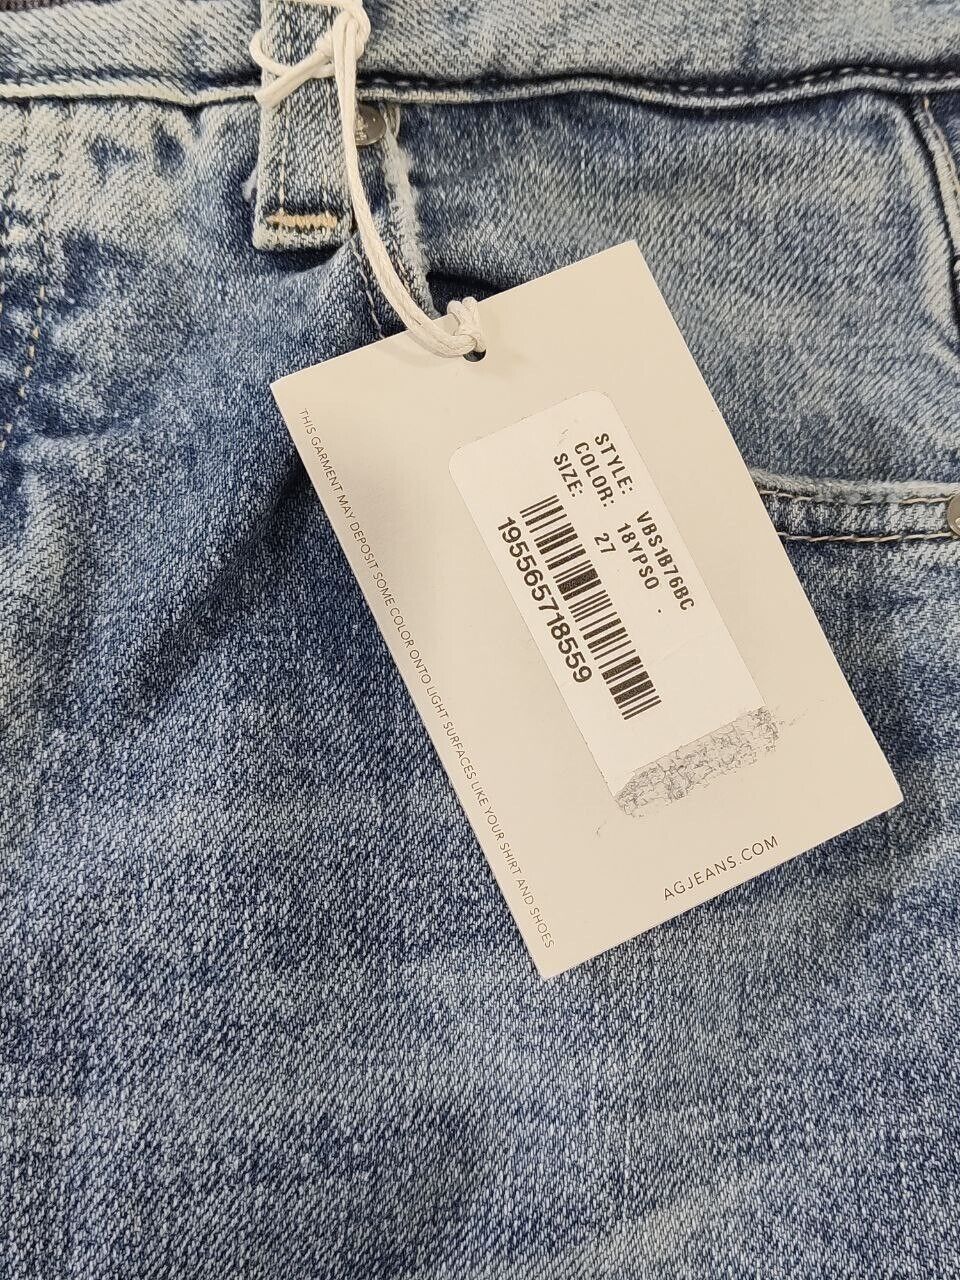 THIS GARMENT MAY DEPOSIT SOME COLOR ONTO LIGHT SURFACES LIKE YOUR SHIRT AND SHOES
STYLE: VBS1B76BC
COLOR: 18YPSO
SIZE: 27
195565718559
AGJEANS.COM